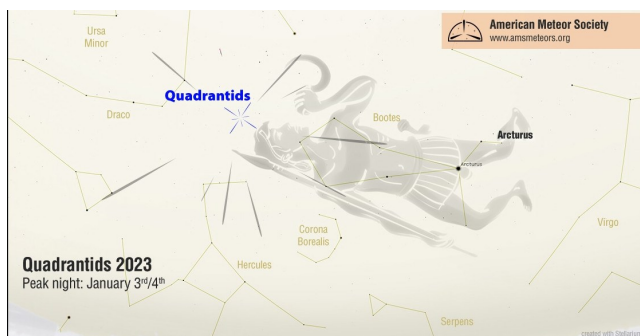 American Meteor Society
www.amsmeteors.org
Ursa
Minor
Quadrantids
Draco
Bootes
Arcturus
Arcturus
Virgo
Corona
Borealis
Hercules
Quadrantids 2023
Peak night: January 3rd/4th
Serpens
created with Stellarium